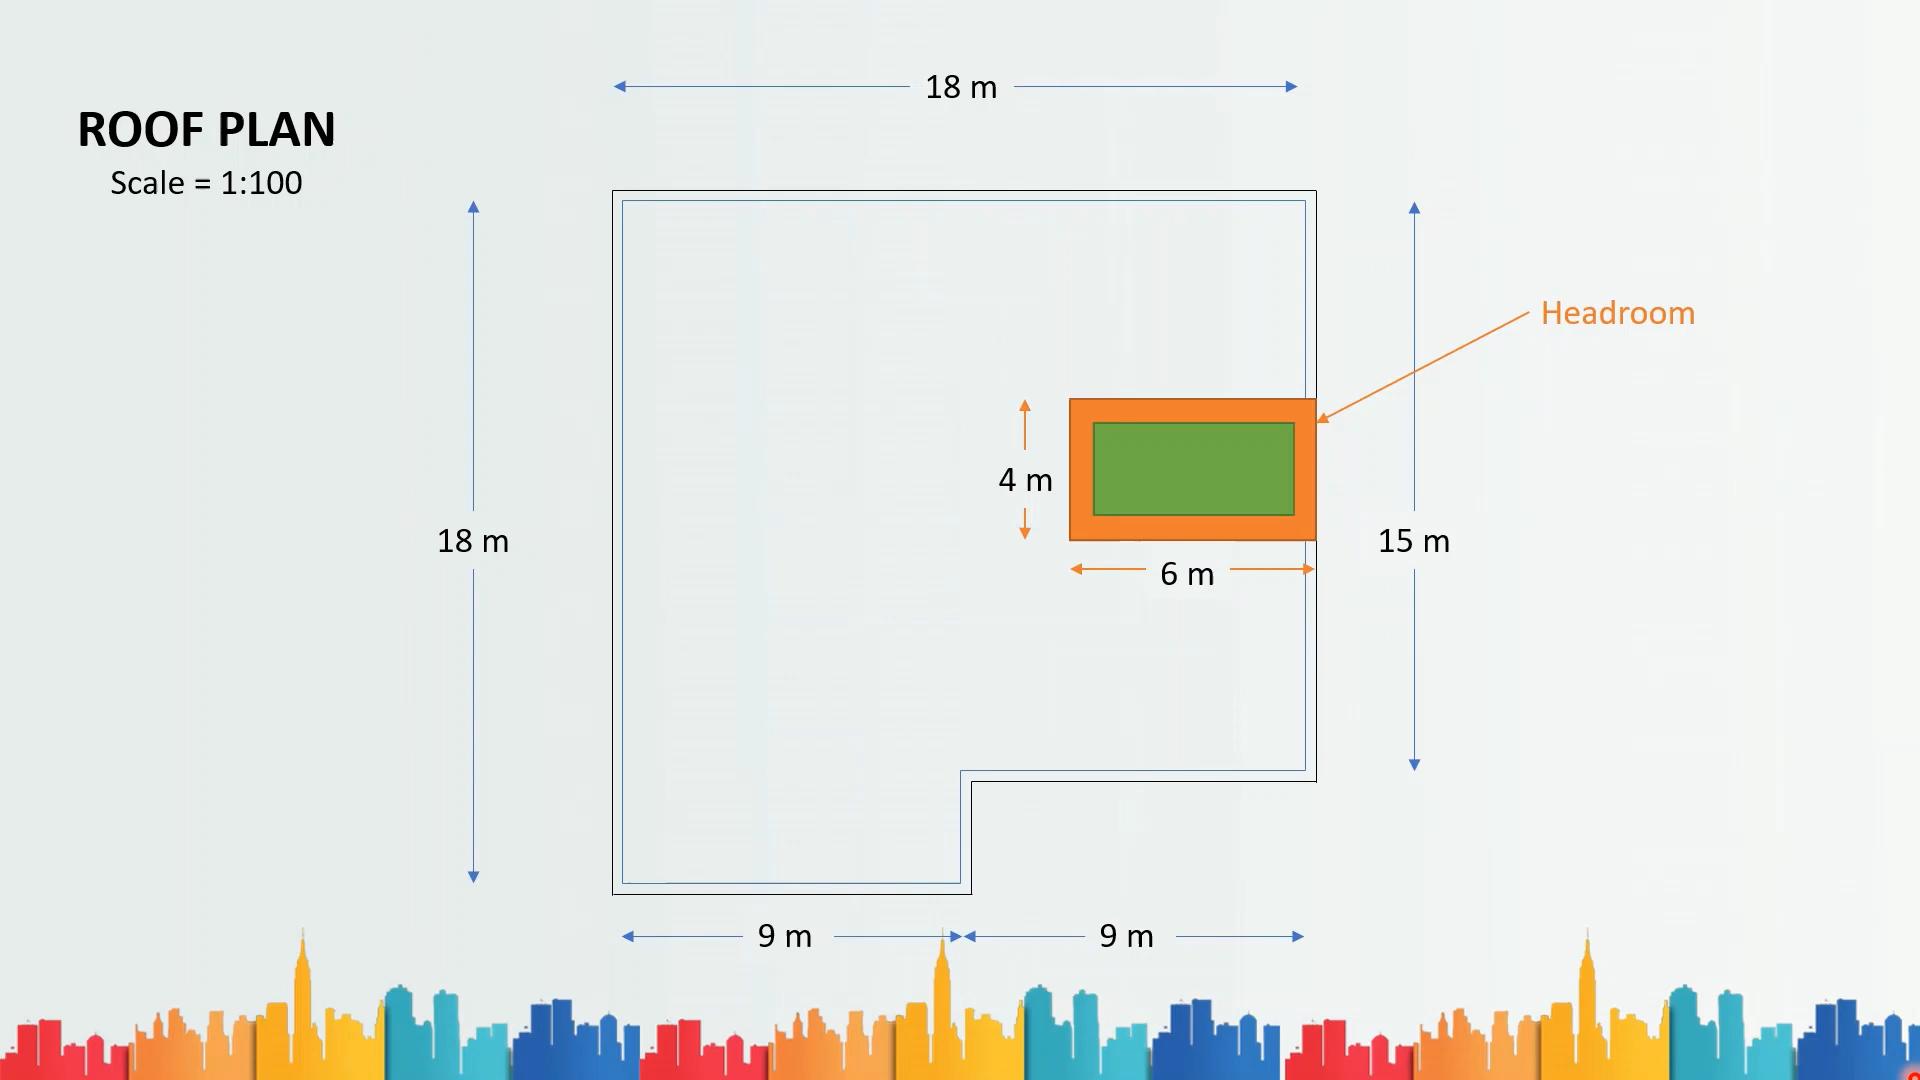 18 m
ROOF PLAN
Scale = 1:100
Headroom
4 m
18 m
15 m
6 m
9 m
9 m